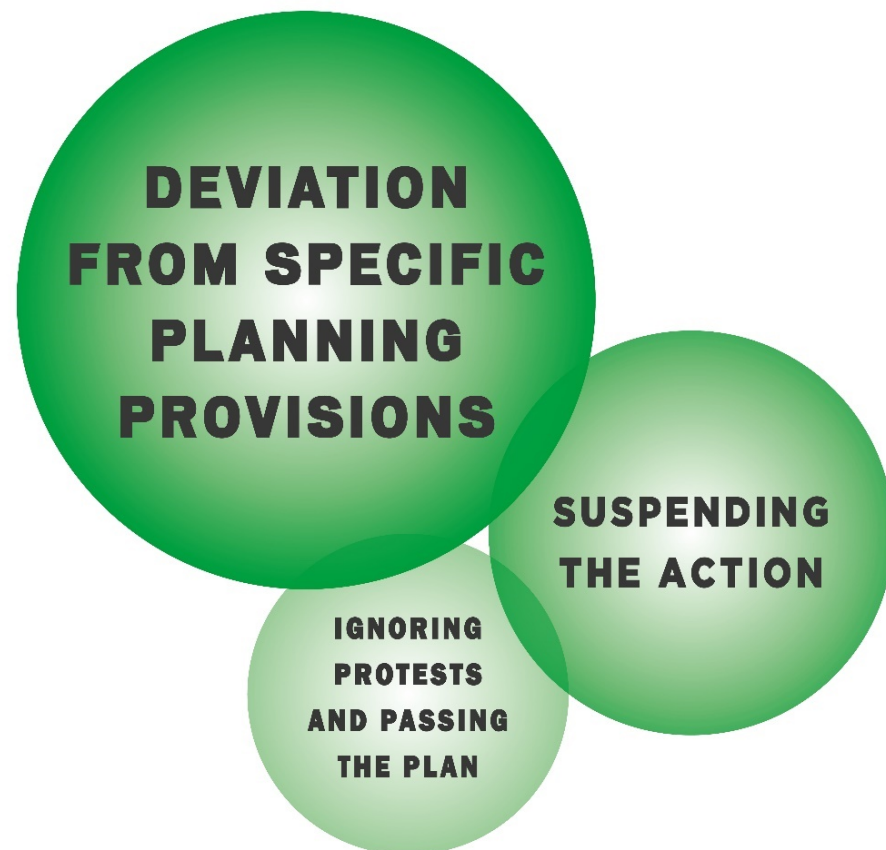 DEVIATION
FROM SPECIFIC
PLANNING
PROVISIONS
SUSPENDING
THE ACTION
IGNORING
PROTESTS
AND PASSING
THE PLAN